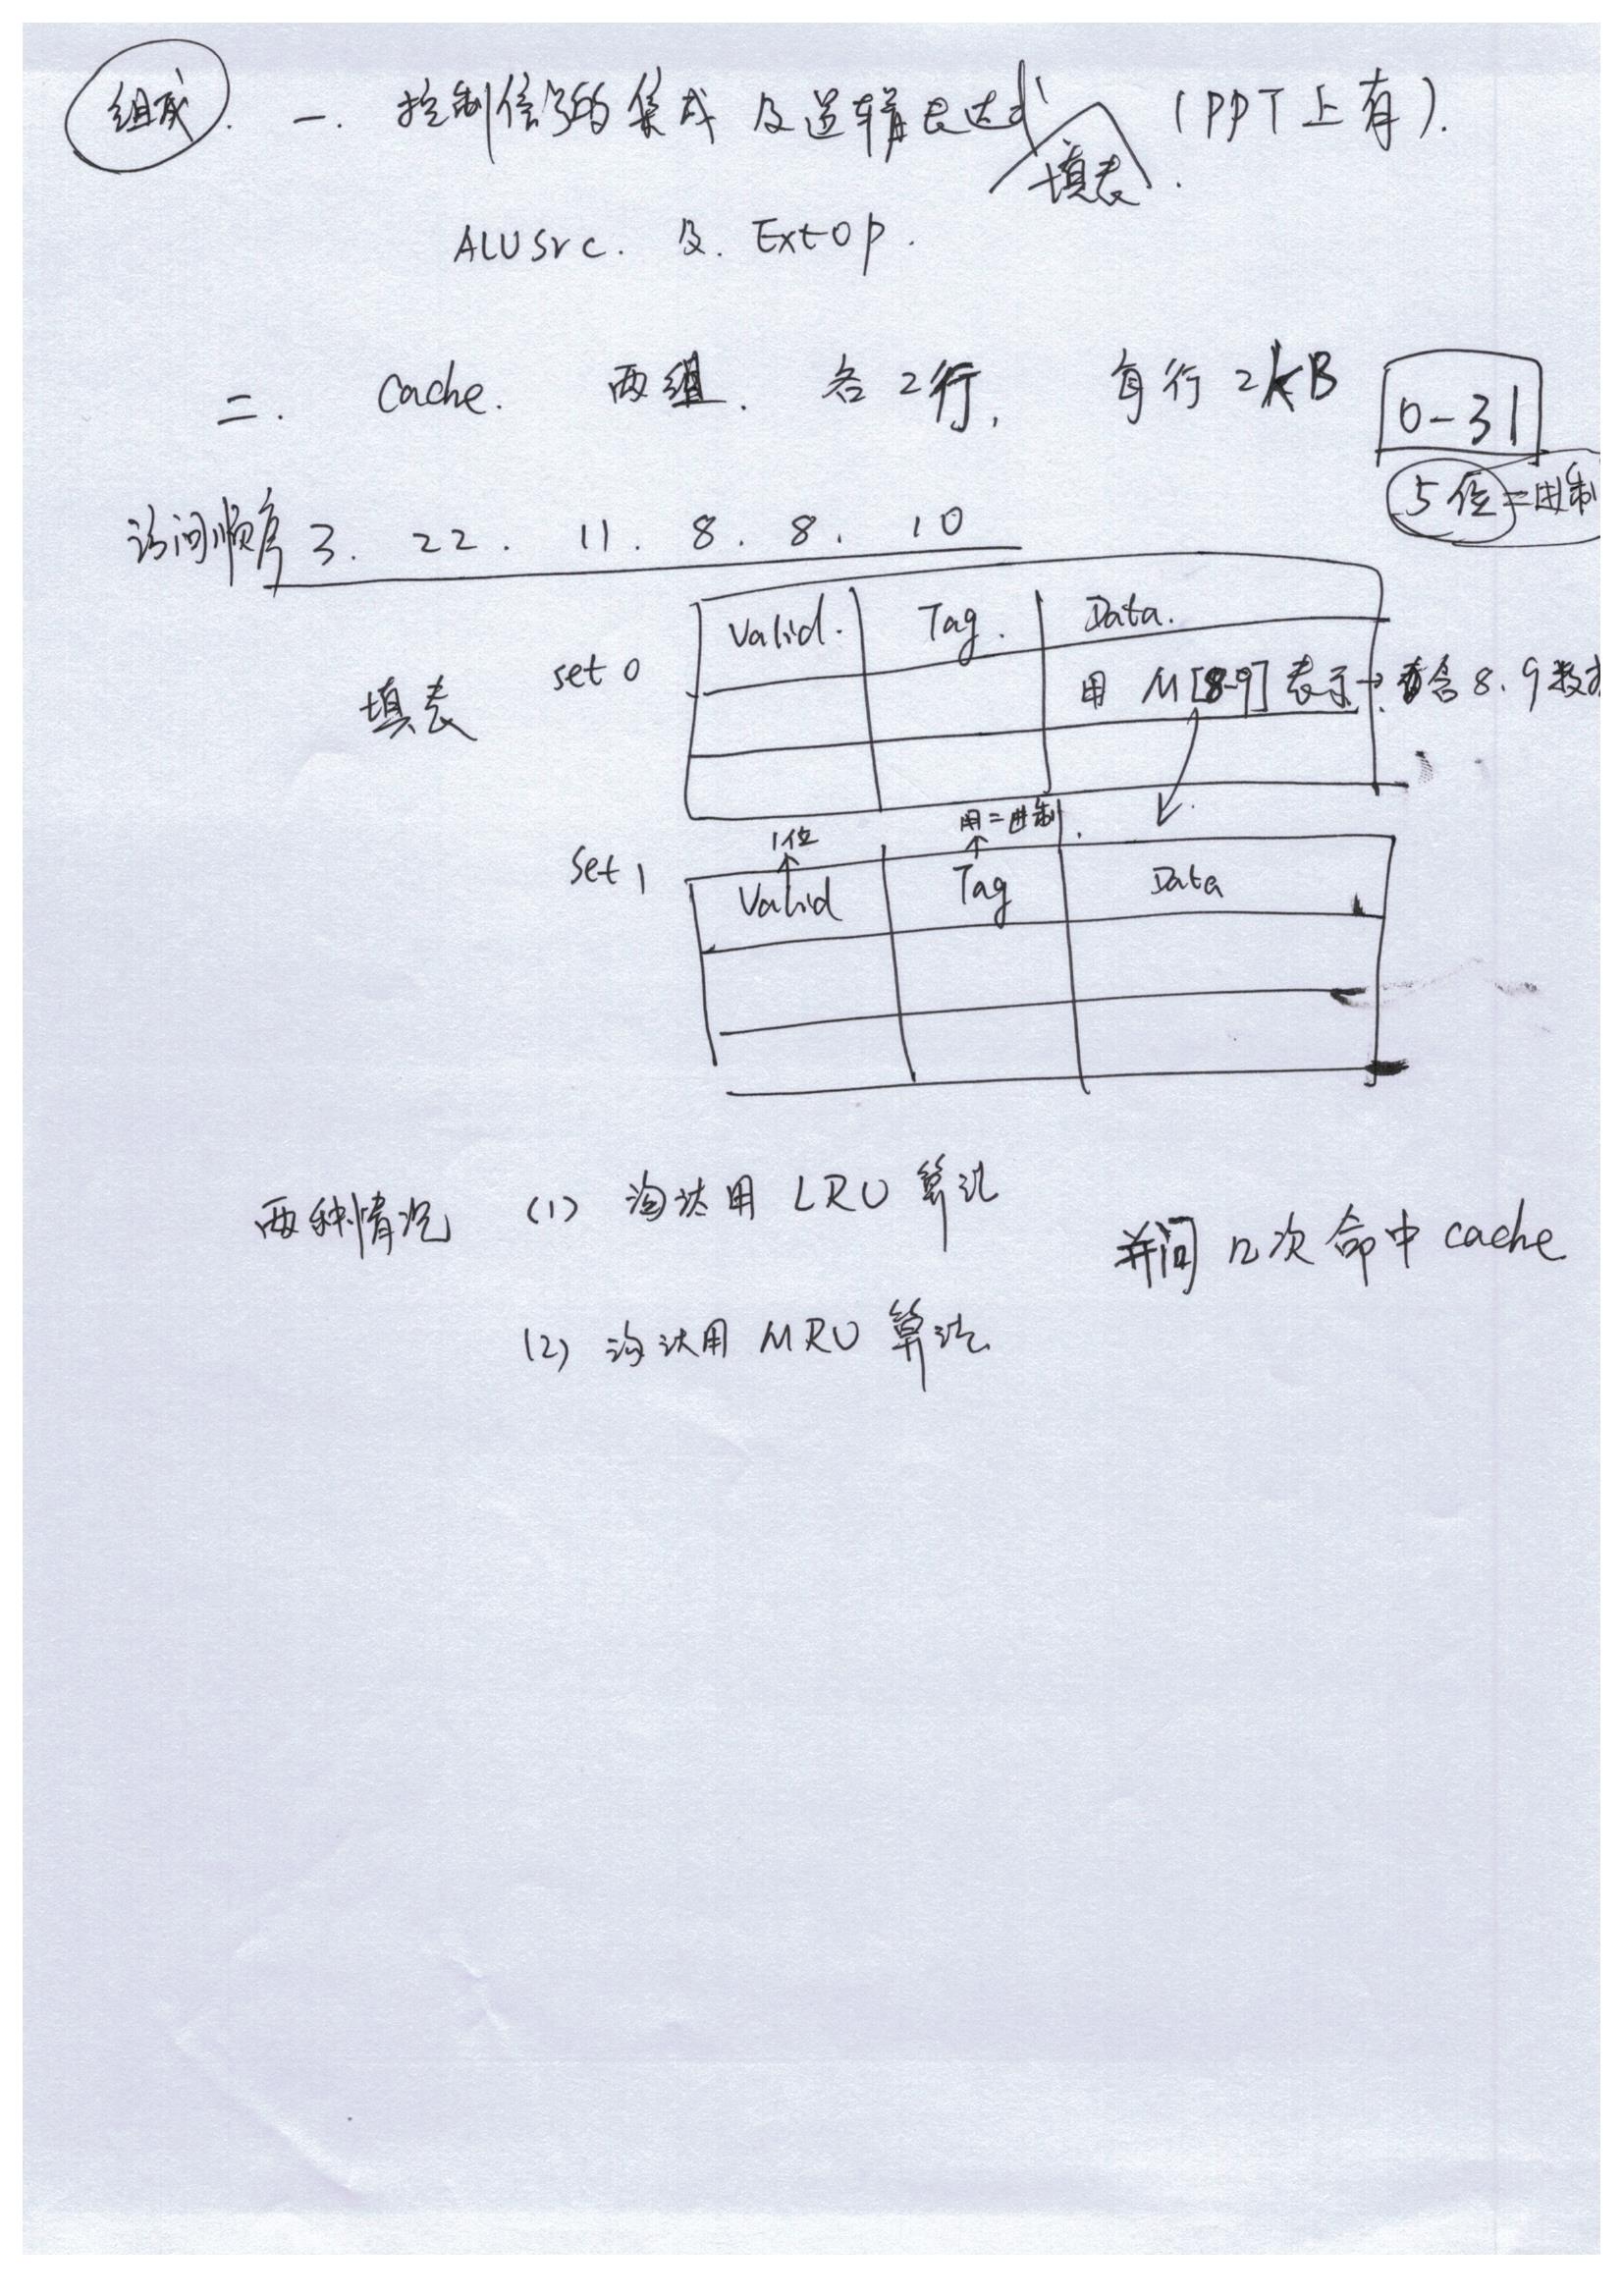 组成. 一. 控制信号的集成 及逻辑表达式 (PPT上有).
填表.
ALUSrc. 及. Extop.
二. Cache. 两组. 各2行, 每行2kB 0-31
5位二进制
访问顺序 3. 22. 11. 8. 8. 10
填表
set 0
Valid. Tag. Data.
用 M[8-9] 表示→含8.9数
1位 用二进制.
Set 1
Valid Tag Data
两种情况 (1) 淘汰用 LRU 算法
并问 几次命中 cache
(2) 淘汰用 MRU 算法